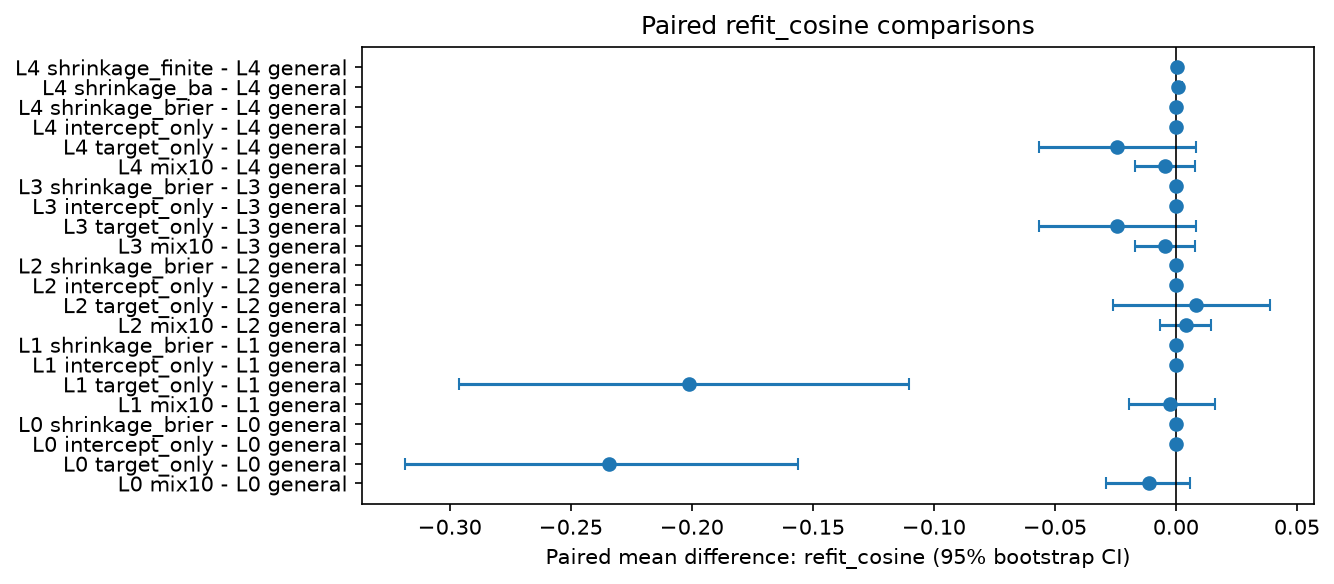 Paired refit_cosine comparisons
L4 shrinkage_finite - L4 general
L4 shrinkage_ba - L4 general
L4 shrinkage_brier - L4 general
L4 intercept_only - L4 general
L4 target_only - L4 general
L4 mix10 - L4 general
L3 shrinkage_brier - L3 general
L3 intercept_only - L3 general
L3 target_only - L3 general
L3 mix10 - L3 general
L2 shrinkage_brier - L2 general
L2 intercept_only - L2 general
L2 target_only - L2 general
L2 mix10 - L2 general
L1 shrinkage_brier - L1 general
L1 intercept_only - L1 general
L1 target_only - L1 general
L1 mix10 - L1 general
L0 shrinkage_brier - L0 general
L0 intercept_only - L0 general
L0 target_only - L0 general
L0 mix10 - L0 general
−0.30 −0.25 −0.20 −0.15 −0.10 −0.05 0.00 0.05
Paired mean difference: refit_cosine (95% bootstrap CI)